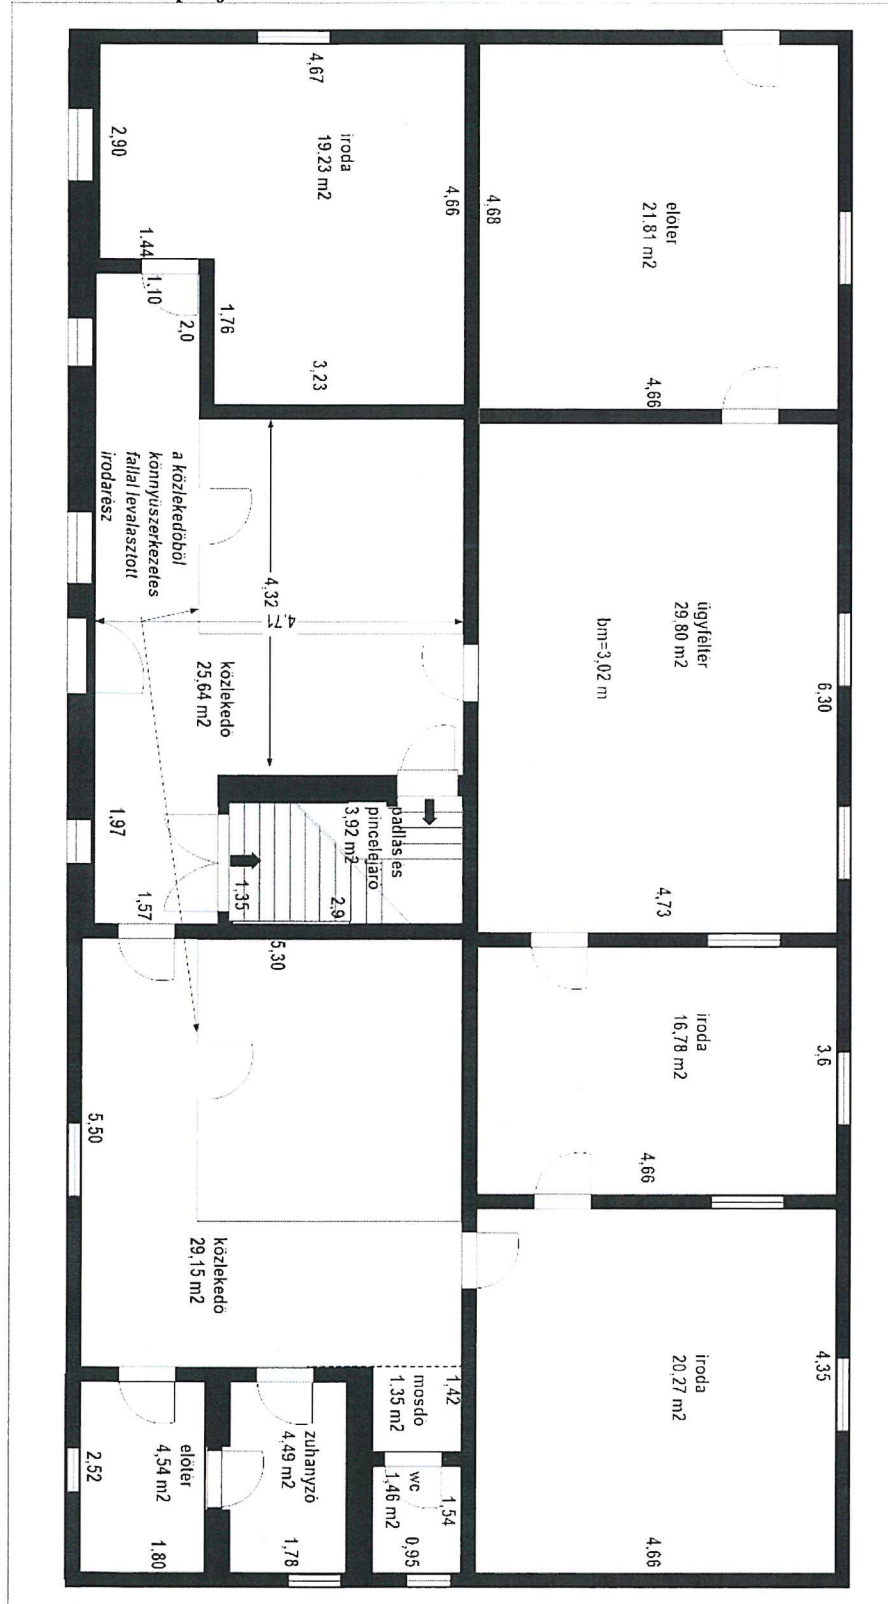 4,67
2,90
iroda
19.23 m2
4,66
1.44
1,10
2,0
1.76
3,23
4,68
előtér
21.81 m2
4,66
a közlekedőből
könnyűszerkezetes
fallal leválasztott
irodarész
4,32
4,71
közlekedő
25,64 m2
ügyféltér
29,80 m2
bm=3,02 m
6,30
4,73
1,97
1,57
padlás és
pincelejáró
3,92 m2
1,35
2,9
5,30
5,50
közlekedő
29,15 m2
iroda
16,78 m2
3,6
4,66
iroda
20,27 m2
4,35
4.66
1,42
mosdó
1,35 m2
wc
1,46 m2
1,54
0,95
zuhanyzó
4,49 m2
1,78
előtér
4,54 m2
2,52
1.80